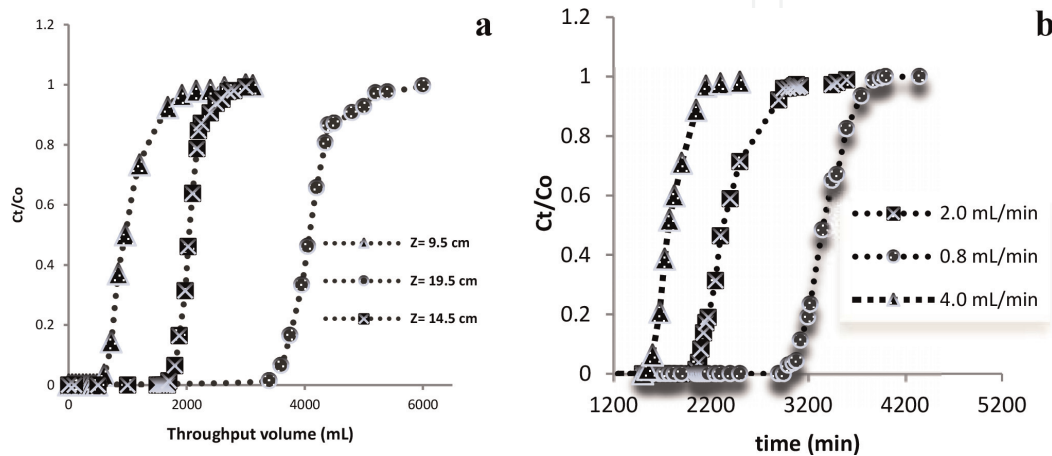 a
1.2
1
0.8
0.6
0.4
0.2
0
Ct/Co
0 2000 4000 6000
Throughput volume (mL)
Z= 9.5 cm
Z= 19.5 cm
Z= 14.5 cm
b
1.2
1
0.8
0.6
0.4
0.2
0
Ct/Co
1200 2200 3200 4200 5200
time (min)
2.0 mL/min
0.8 mL/min
4.0 mL/min